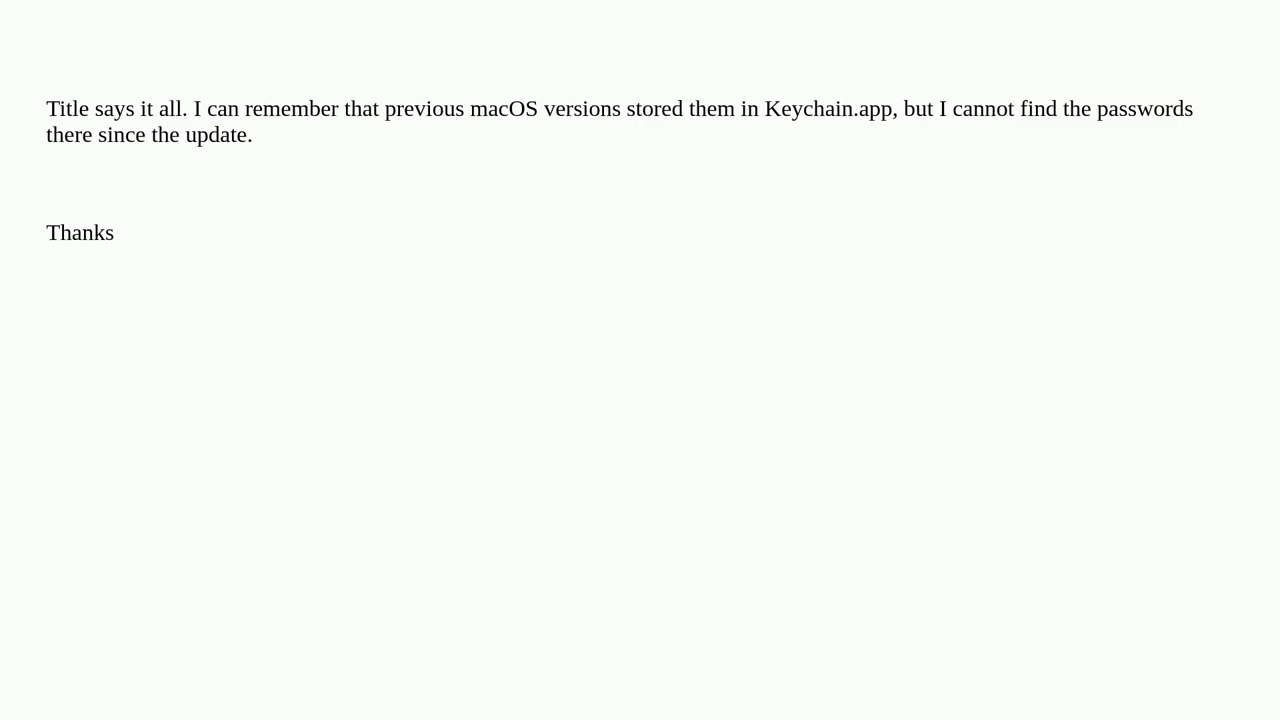 Title says it all. I can remember that previous macOS versions stored them in Keychain.app, but I cannot find the passwords
there since the update.
Thanks